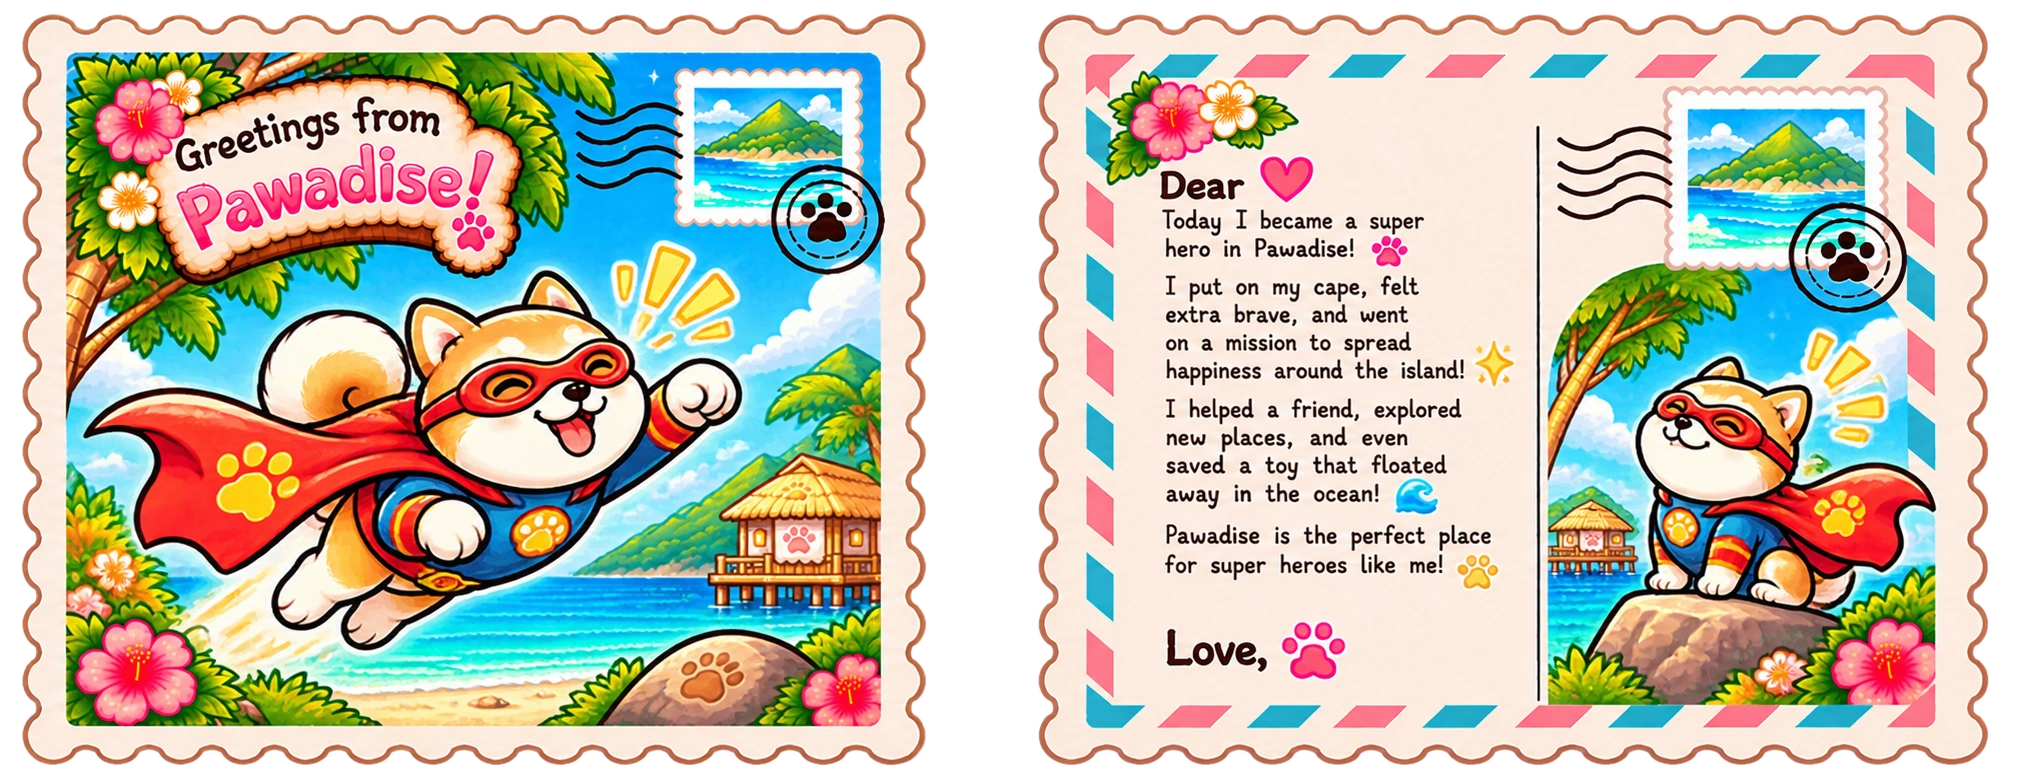 Greetings from
Pawadise!
Dear
Today I became a super
hero in Pawadise!
I put on my cape, felt
extra brave, and went
on a mission to spread
happiness around the island!
I helped a friend, explored
new places, and even
saved a toy that floated
away in the ocean!
Pawadise is the perfect place
for super heroes like me!
Love,